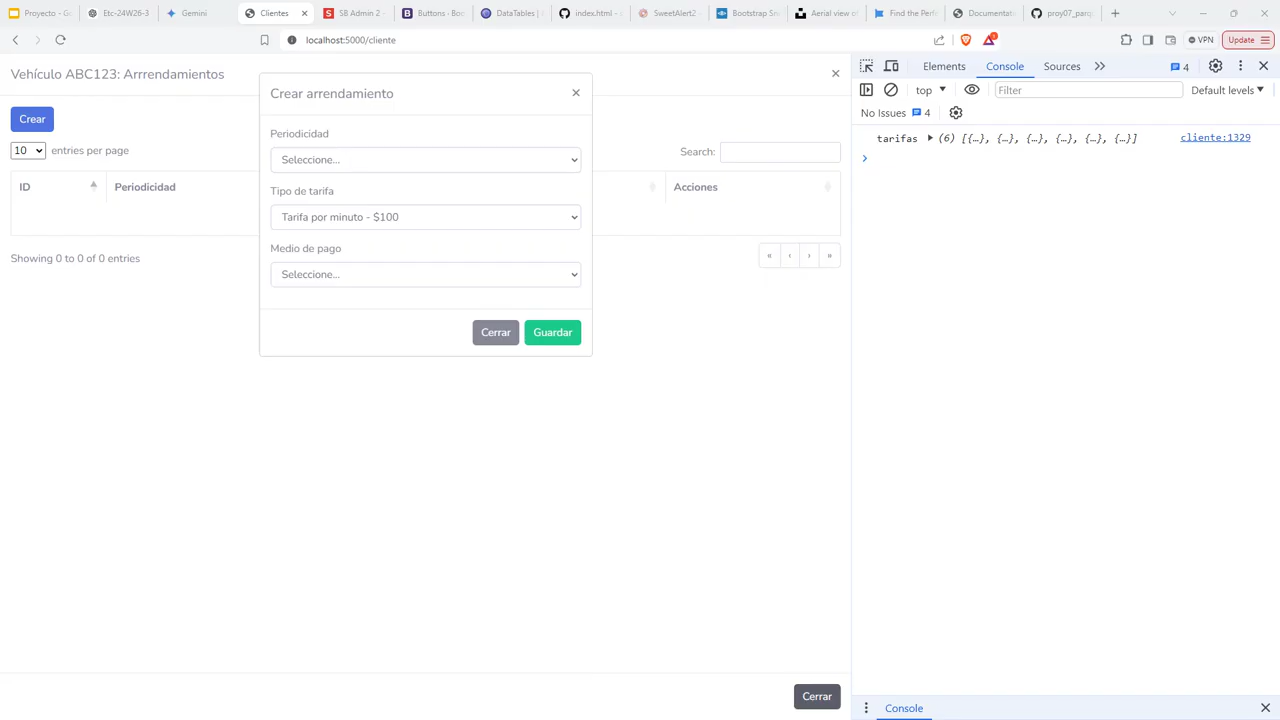 Proyecto - G
Etc-24W26-3
Gemini
Clientes
SB Admin 2 -
Buttons - Boo
DataTables | J
index.html - A
SweetAlert2 -
Bootstrap Sni
Aerial view of
Find the Perf
Documentati
proy07_parqu
localhost:5000/cliente
VPN
Update
Vehículo ABC123: Arrrendamientos
Crear
10 entries per page
Search:
ID
Periodicidad
Acciones
Showing 0 to 0 of 0 entries
« ‹ › »
Crear arrendamiento
Periodicidad
Seleccione...
Tipo de tarifa
Tarifa por minuto - $100
Medio de pago
Seleccione...
Cerrar
Guardar
Cerrar
Elements
Console
Sources
4
top
Filter
Default levels
No Issues
4
tarifas (6) [{…}, {…}, {…}, {…}, {…}, {…}]
cliente:1329
Console